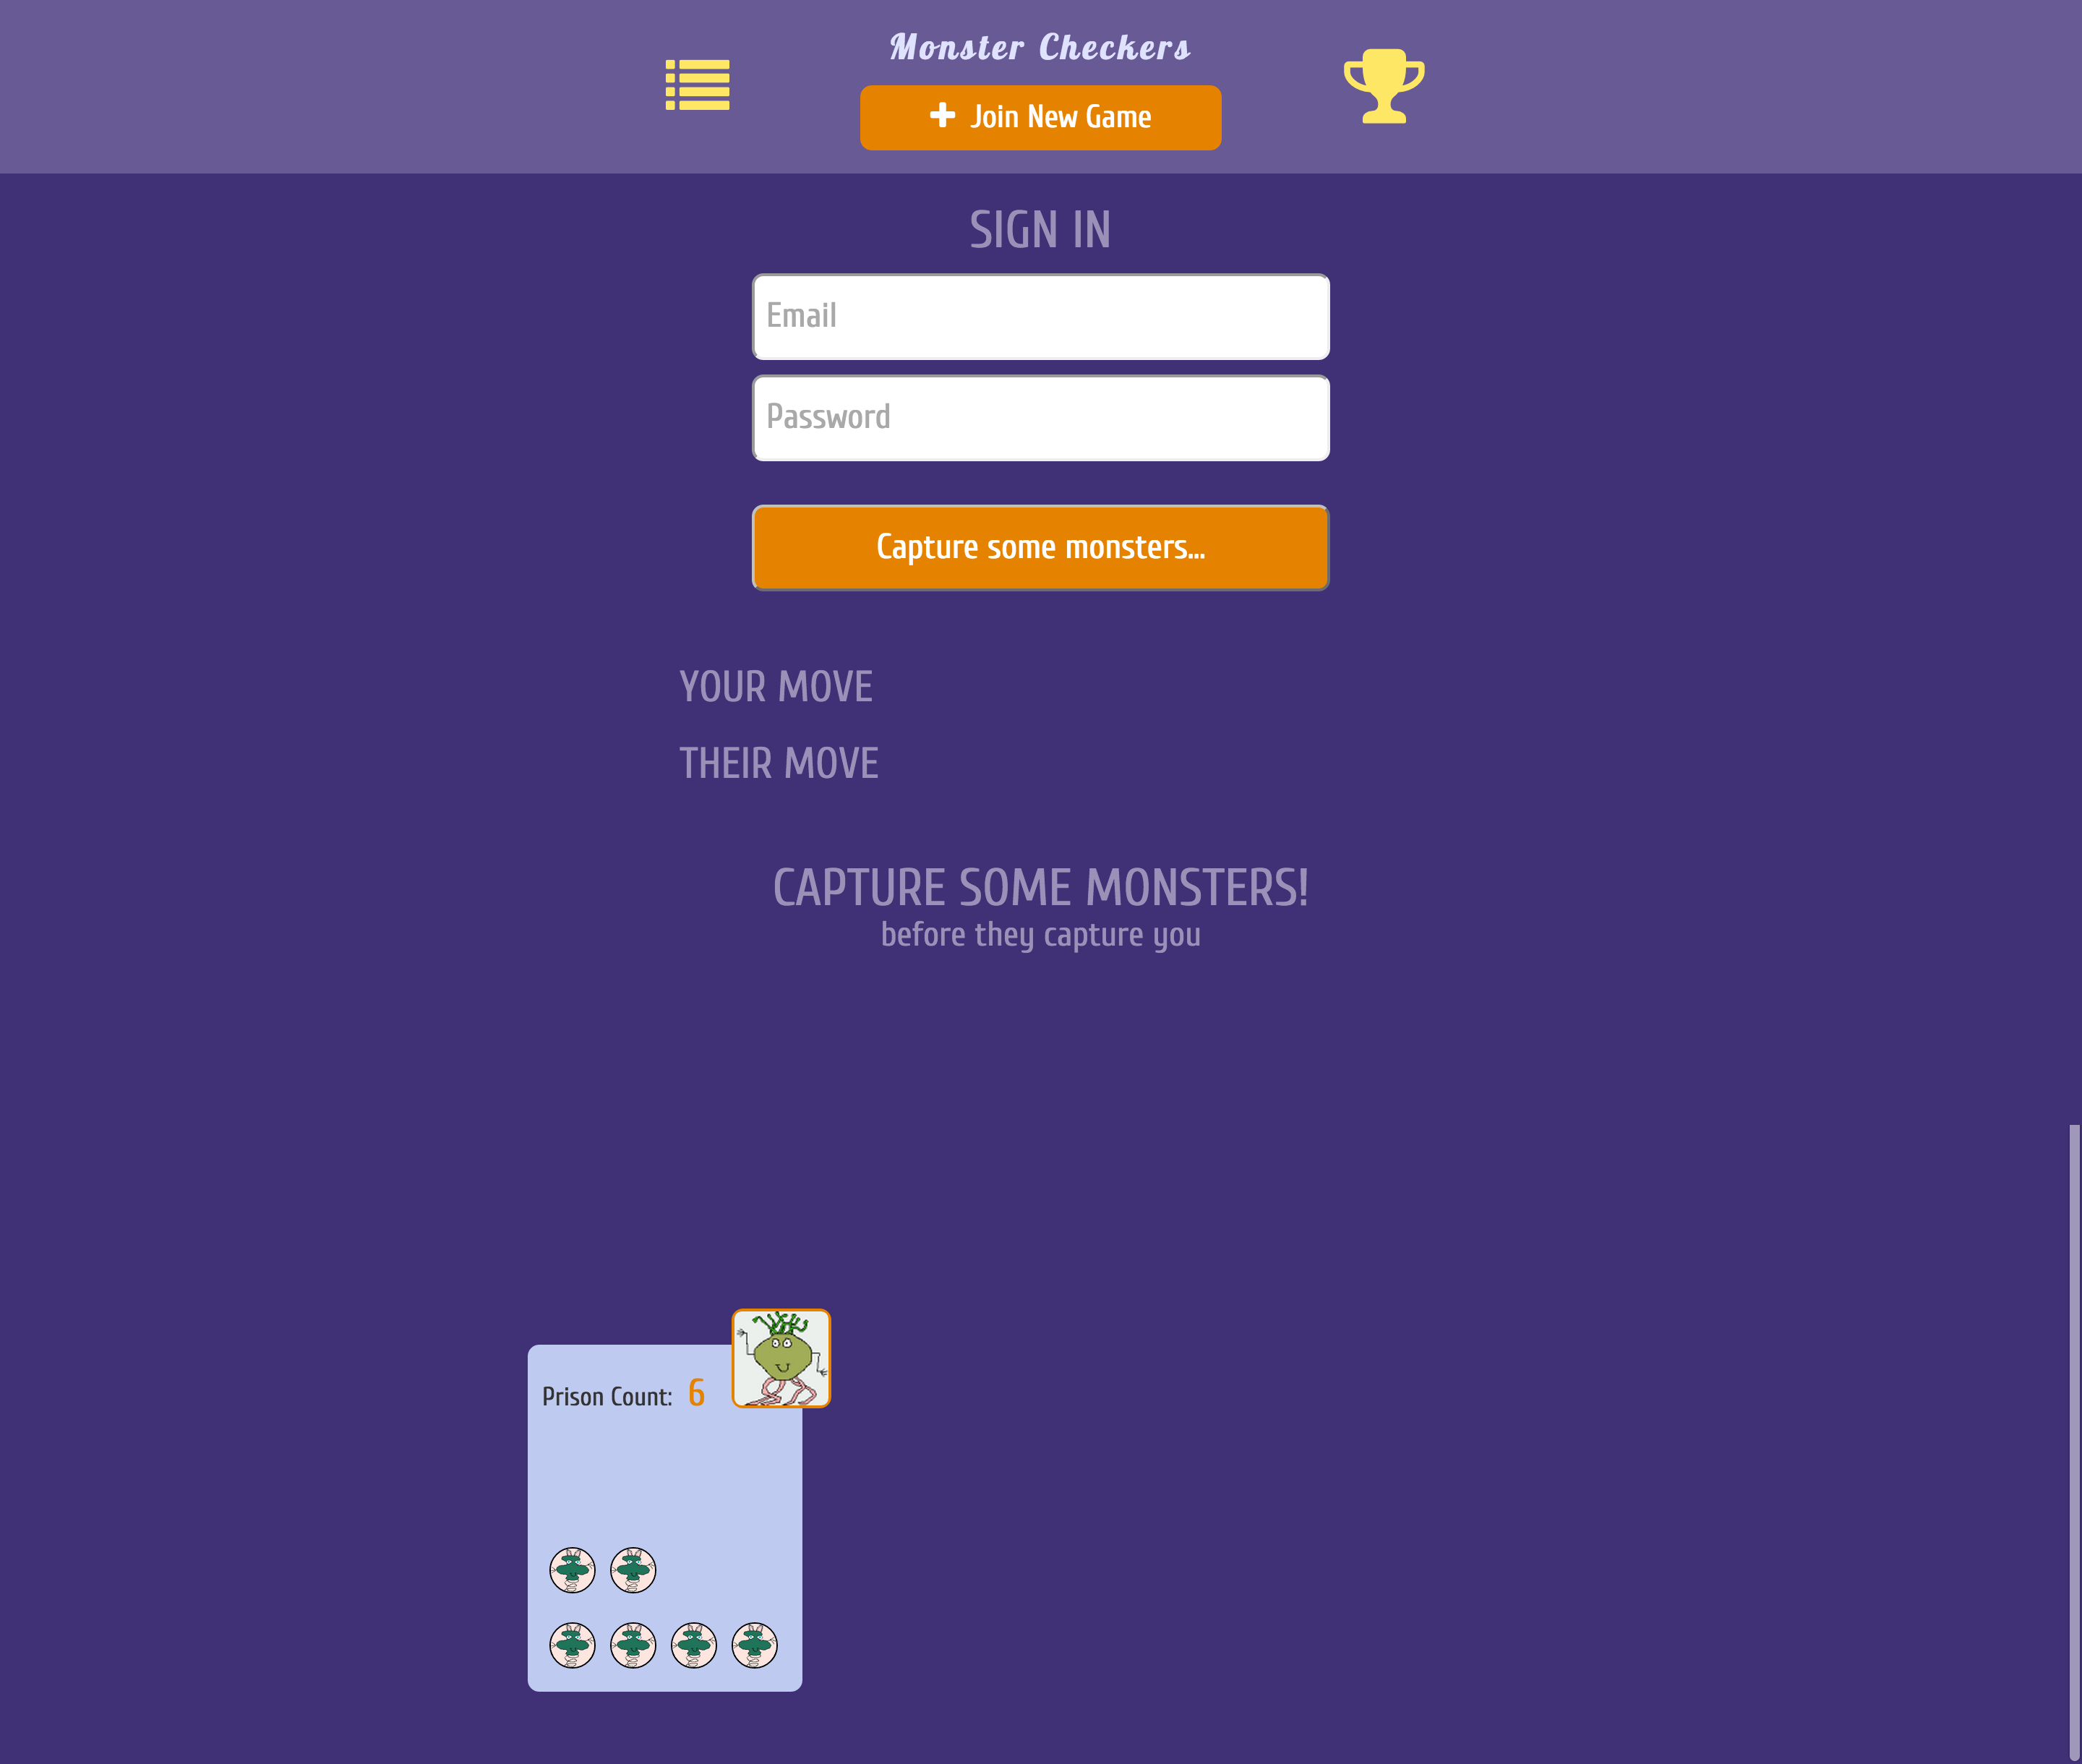 Monster Checkers
Join New Game
SIGN IN
Email
Password
Capture some monsters...
YOUR MOVE
THEIR MOVE
CAPTURE SOME MONSTERS!
before they capture you
Prison Count: 6